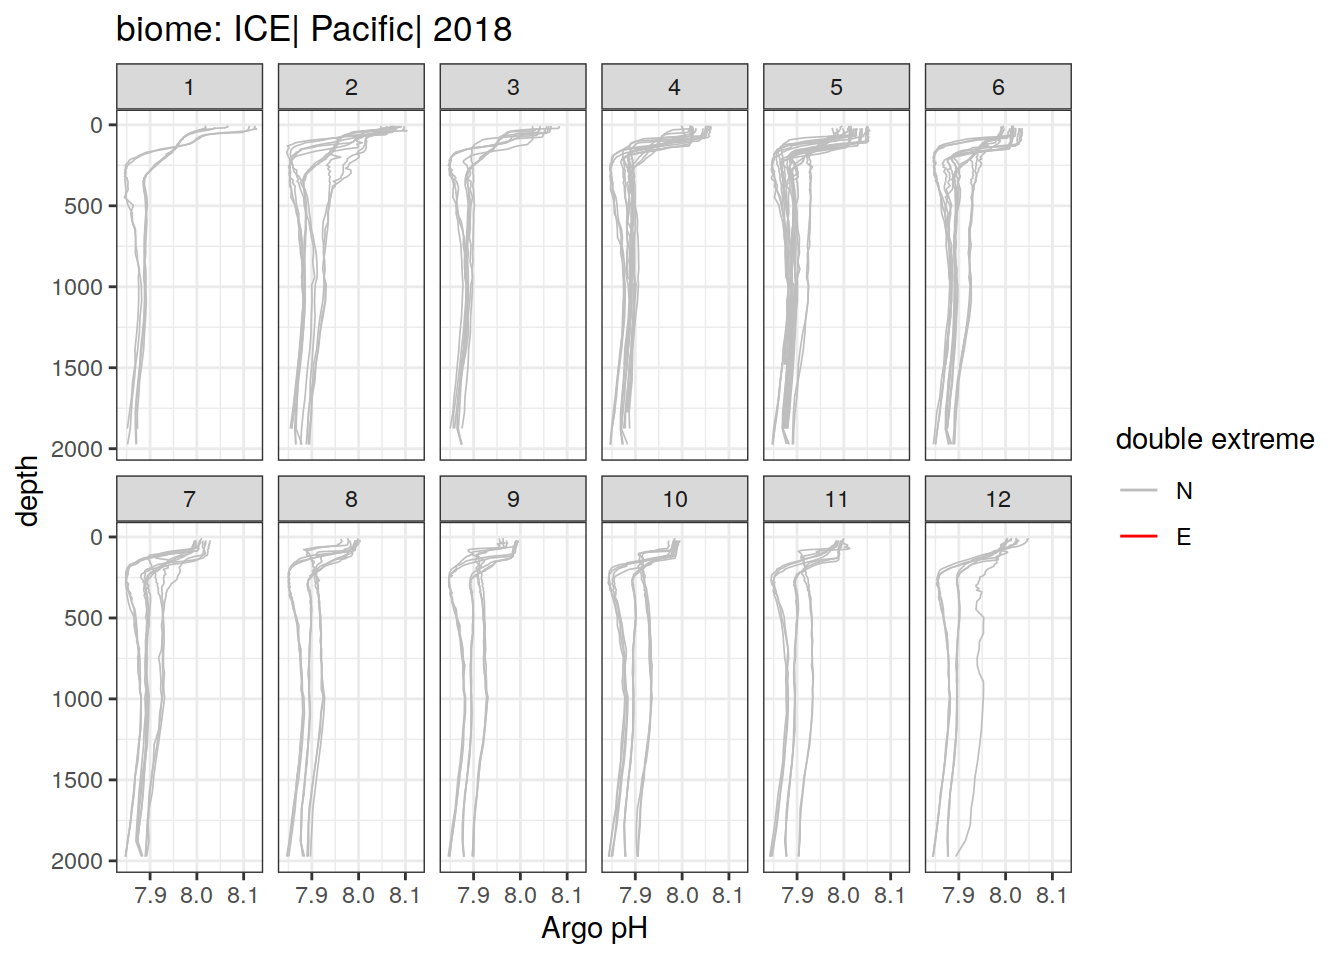 biome: ICE| Pacific| 2018
1 2 3 4 5 6
0
500
1000
1500
2000
7 8 9 10 11 12
0
500
1000
1500
2000
7.9 8.0 8.1 7.9 8.0 8.1 7.9 8.0 8.1 7.9 8.0 8.1 7.9 8.0 8.1 7.9 8.0 8.1
Argo pH
depth
double extreme
N
E